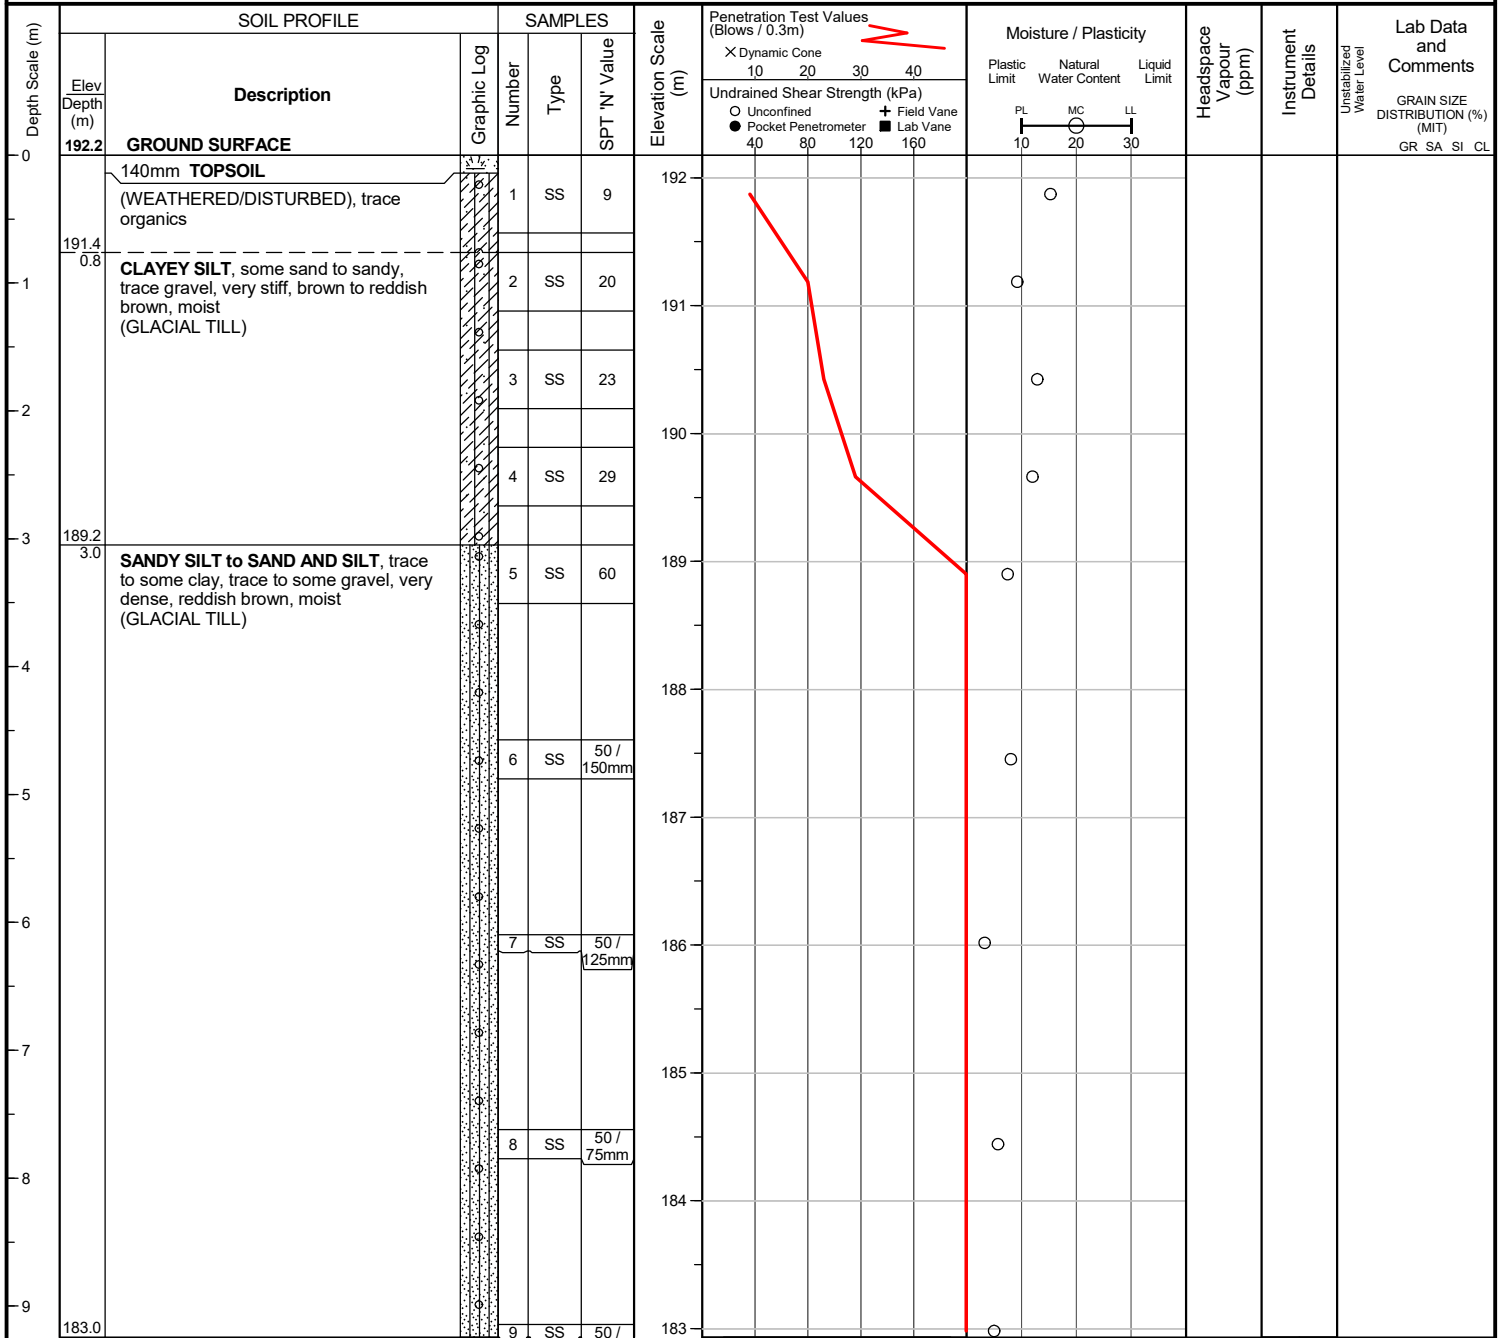 SOIL PROFILE
SAMPLES
Depth Scale (m)
Elev
Depth
(m)
Description
Graphic Log
Number
Type
SPT 'N' Value
Elevation Scale
(m)
Penetration Test Values
(Blows / 0.3m)
× Dynamic Cone
10 20 30 40
Undrained Shear Strength (kPa)
Unconfined + Field Vane
Pocket Penetrometer Lab Vane
40 80 120 160
Moisture / Plasticity
Plastic Limit
Natural Water Content
Liquid Limit
PL MC LL
10 20 30
Headspace
Vapour
(ppm)
Instrument
Details
Unstabilized
Water Level
Lab Data
and
Comments
GRAIN SIZE
DISTRIBUTION (%)
(MIT)
GR SA SI CL
192.2 GROUND SURFACE
0
140mm TOPSOIL
(WEATHERED/DISTURBED), trace
organics
1 SS 9
192
191.4
0.8
CLAYEY SILT, some sand to sandy,
trace gravel, very stiff, brown to reddish
brown, moist
(GLACIAL TILL)
1
2 SS 20
191
3 SS 23
2
190
4 SS 29
3
189.2
3.0
SANDY SILT to SAND AND SILT, trace
to some clay, trace to some gravel, very
dense, reddish brown, moist
(GLACIAL TILL)
5 SS 60
189
4
188
6 SS 50 /
150mm
5
187
6
7 SS 50 /
125mm
186
7
185
8 SS 50 /
75mm
8
184
9
183.0
9 SS 50 /
183